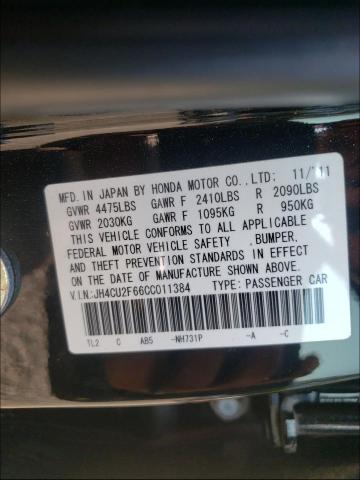 MFD.IN JAPAN BY HONDA MOTOR CO.,LTD: 11/'11
GVWR 4475LBS GAWR F 2410LBS R 2090LBS
GVWR 2030KG GAWR F 1095KG R 950KG
THIS VEHICLE CONFORMS TO ALL APPLICABLE
FEDERAL MOTOR VEHICLE SAFETY ,BUMPER,
AND THEFT PREVENTION STANDARDS IN EFFECT
ON THE DATE OF MANUFACTURE SHOWN ABOVE.
V.I.N:JH4CU2F66CC011384 TYPE: PASSENGER CAR
TL2 C AB5 -NH731P -A -C